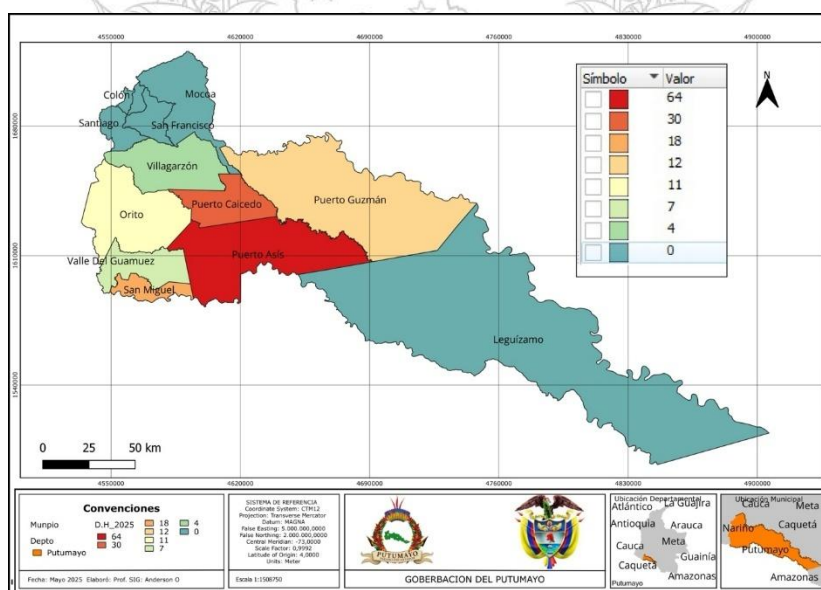 4550000 4620000 4690000 4760000 4830000 4900000
1680000
1610000
1540000
Colón
Mocoa
Santiago
San Francisco
Villagarzón
Puerto Guzmán
Puerto Caicedo
Orito
Puerto Asís
Valle Del Guamuez
San Miguel
Leguízamo
Símbolo Valor
64
30
18
12
11
7
4
0
N
0 25 50 km
4550000 4620000 4690000 4760000 4830000 4900000
Convenciones
Munpio D.H_2025
Depto
Putumayo
64
30
18
12
11
7
4
0
Fecha: Mayo 2025 Elaboró: Prof. SIG: Anderson O
SISTEMA DE REFERENCIA
Coordinate System: CTM12
Projection: Transverse Mercator
Datum: MAGNA
False Easting: 5.000.000,0000
False Northing: 2.000.000,0000
Central Meridian: -73,0000
Scale Factor: 0,9992
Latitude of Origin: 4,0000
Units: Meter
Escala 1:1508750
PUTUMAYO
GOBERBACION DEL PUTUMAYO
Ubicación Departamental
Atlántico La Guajira
Antioquia Arauca
Meta
Cauca Guainía
Caquetá
Amazonas
Putumayo
Ubicación Municipal
Cauca Meta
Nariño
Caquetá
Putumayo
Amazonas